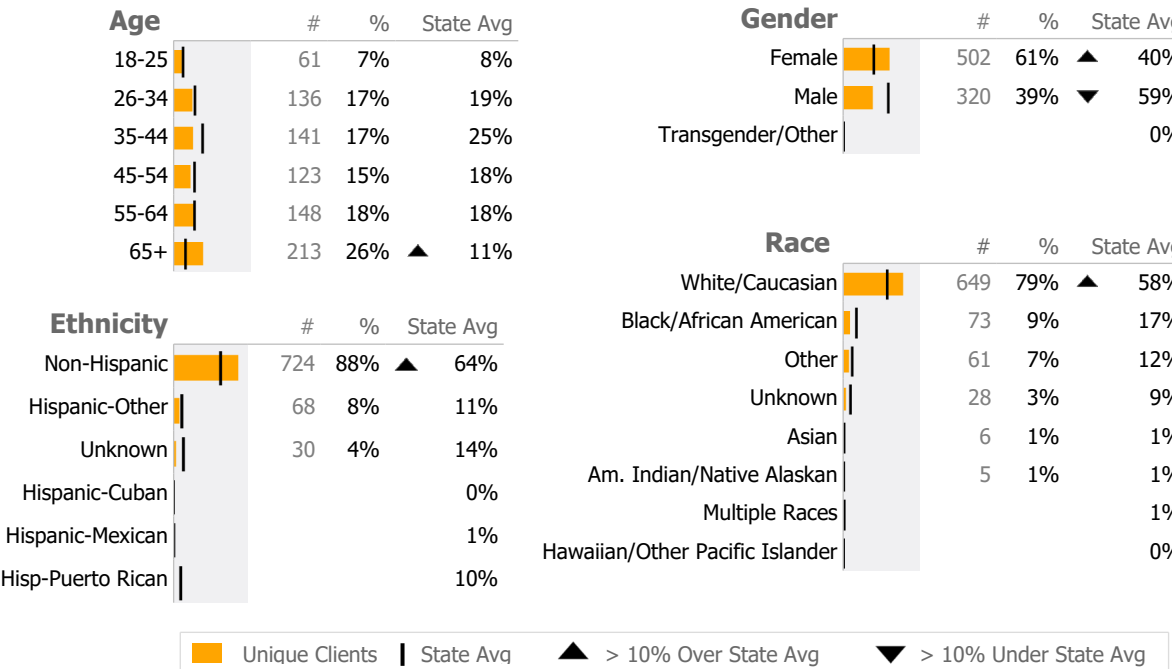 Age # % State Avg
18-25 61 7% 8%
26-34 136 17% 19%
35-44 141 17% 25%
45-54 123 15% 18%
55-64 148 18% 18%
65+ 213 26% ▲ 11%
Ethnicity # % State Avg
Non-Hispanic 724 88% ▲ 64%
Hispanic-Other 68 8% 11%
Unknown 30 4% 14%
Hispanic-Cuban 0%
Hispanic-Mexican 1%
Hisp-Puerto Rican 10%
Gender # % State Avg
Female 502 61% ▲ 40%
Male 320 39% ▼ 59%
Transgender/Other 0%
Race # % State Avg
White/Caucasian 649 79% ▲ 58%
Black/African American 73 9% 17%
Other 61 7% 12%
Unknown 28 3% 9%
Asian 6 1% 1%
Am. Indian/Native Alaskan 5 1% 1%
Multiple Races 1%
Hawaiian/Other Pacific Islander 0%
Unique Clients | State Avg ▲ > 10% Over State Avg ▼ > 10% Under State Avg